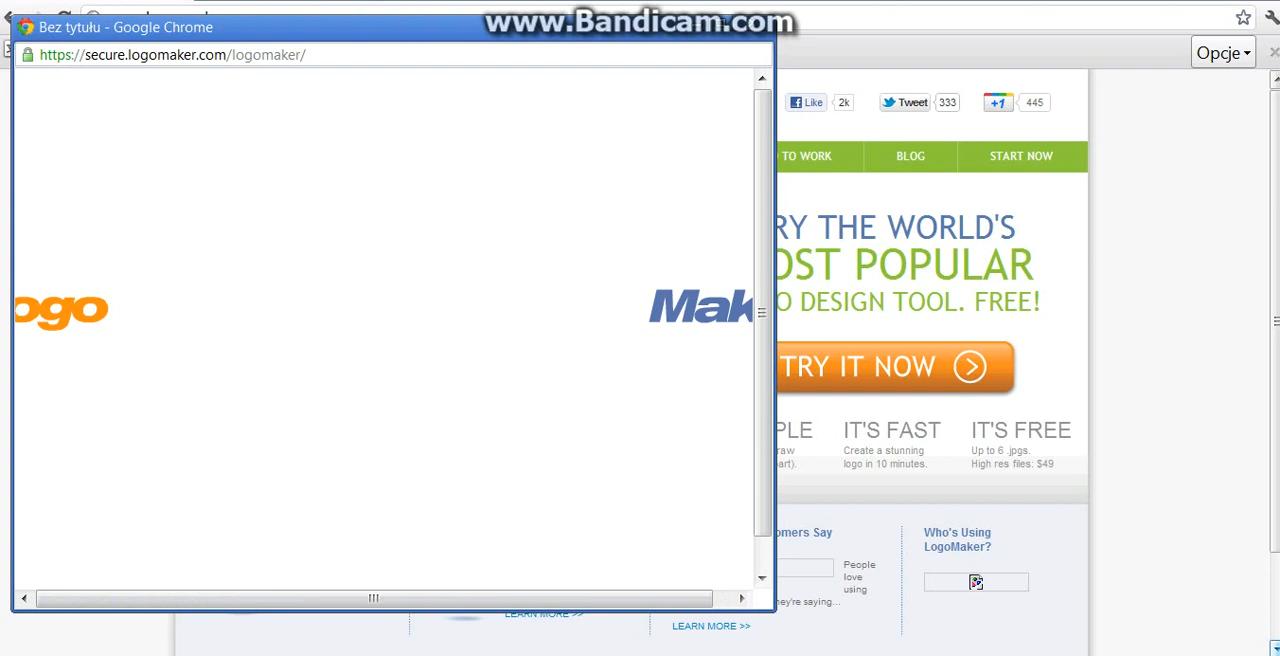 www.Bandicam.com
Bez tytułu - Google Chrome
https://secure.logomaker.com/logomaker/
Opcje
Like 2k
Tweet 333
+1 445
TO WORK
BLOG
START NOW
RY THE WORLD'S
OST POPULAR
O DESIGN TOOL. FREE!
TRY IT NOW
ogo
Mak
PLE
IT'S FAST
IT'S FREE
raw
Create a stunning
Up to 6 .jpgs.
part).
logo in 10 minutes.
High res files: $49
omers Say
Who's Using
LogoMaker?
People
love
using
hey're saying...
LEARN MORE >>
LEARN MORE >>